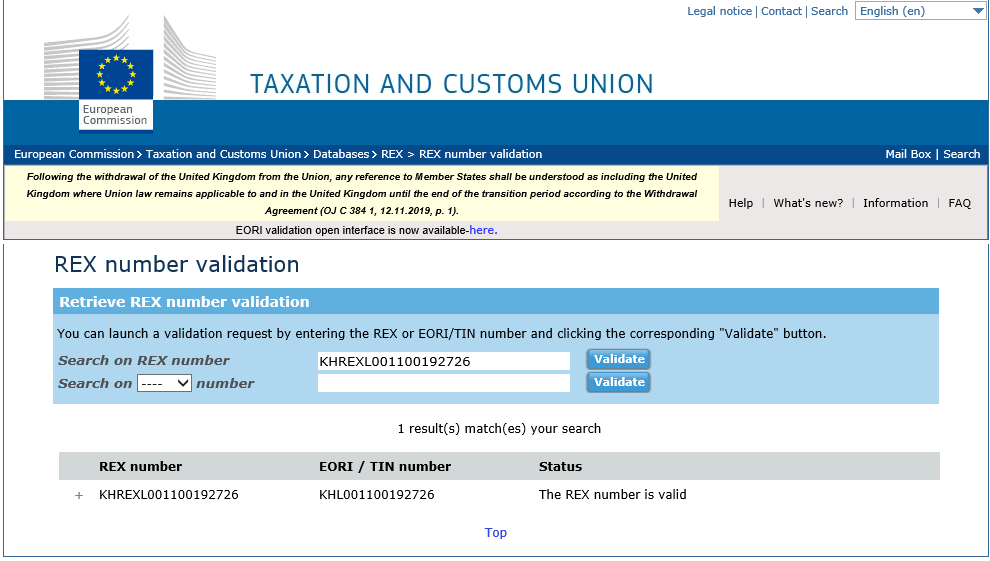 Legal notice | Contact | Search English (en)
European
Commission
TAXATION AND CUSTOMS UNION
European Commission > Taxation and Customs Union > Databases > REX > REX number validation Mail Box | Search
Following the withdrawal of the United Kingdom from the Union, any reference to Member States shall be understood as including the United
Kingdom where Union law remains applicable to and in the United Kingdom until the end of the transition period according to the Withdrawal
Agreement (OJ C 384 1, 12.11.2019, p. 1).
EORI validation open interface is now available-here.
Help | What's new? | Information | FAQ
REX number validation
Retrieve REX number validation
You can launch a validation request by entering the REX or EORI/TIN number and clicking the corresponding "Validate" button.
Search on REX number KHREXL001100192726 Validate
Search on ---- number Validate
1 result(s) match(es) your search
REX number EORI / TIN number Status
+ KHREXL001100192726 KHL001100192726 The REX number is valid
Top